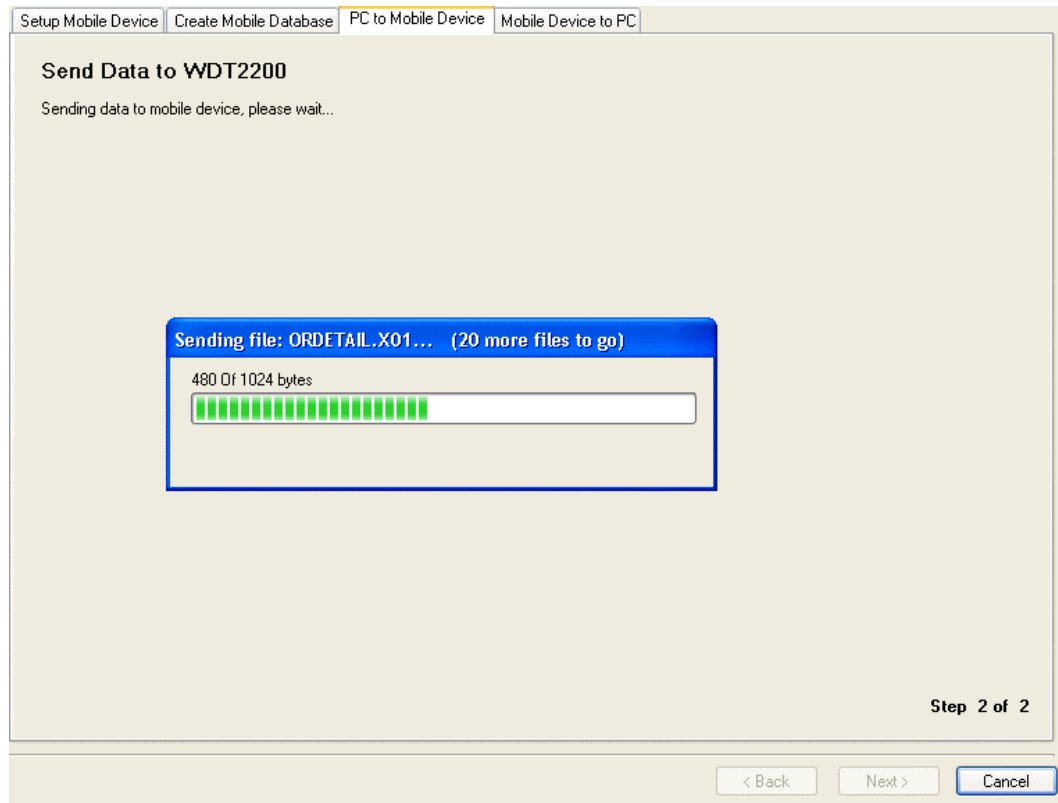 Setup Mobile Device Create Mobile Database PC to Mobile Device Mobile Device to PC
Send Data to WDT2200
Sending data to mobile device, please wait...
Sending file: ORDETAIL.X01... (20 more files to go)
480 Of 1024 bytes
Step 2 of 2
< Back Next > Cancel